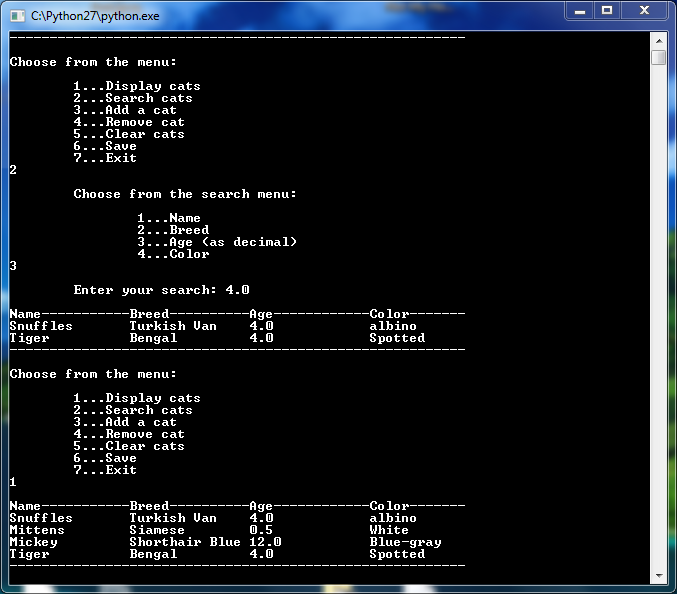 C:\Python27\python.exe
---------------------------------------------------------
Choose from the menu:
1...Display cats
2...Search cats
3...Add a cat
4...Remove cat
5...Clear cats
6...Save
7...Exit
2
Choose from the search menu:
1...Name
2...Breed
3...Age (as decimal)
4...Color
3
Enter your search: 4.0
Name-----------Breed----------Age------------Color-------
Snuffles       Turkish Van    4.0            albino
Tiger          Bengal         4.0            Spotted
---------------------------------------------------------
Choose from the menu:
1...Display cats
2...Search cats
3...Add a cat
4...Remove cat
5...Clear cats
6...Save
7...Exit
1
Name-----------Breed----------Age------------Color-------
Snuffles       Turkish Van    4.0            albino
Mittens        Siamese        0.5            White
Mickey         Shorthair Blue 12.0           Blue-gray
Tiger          Bengal         4.0            Spotted
---------------------------------------------------------